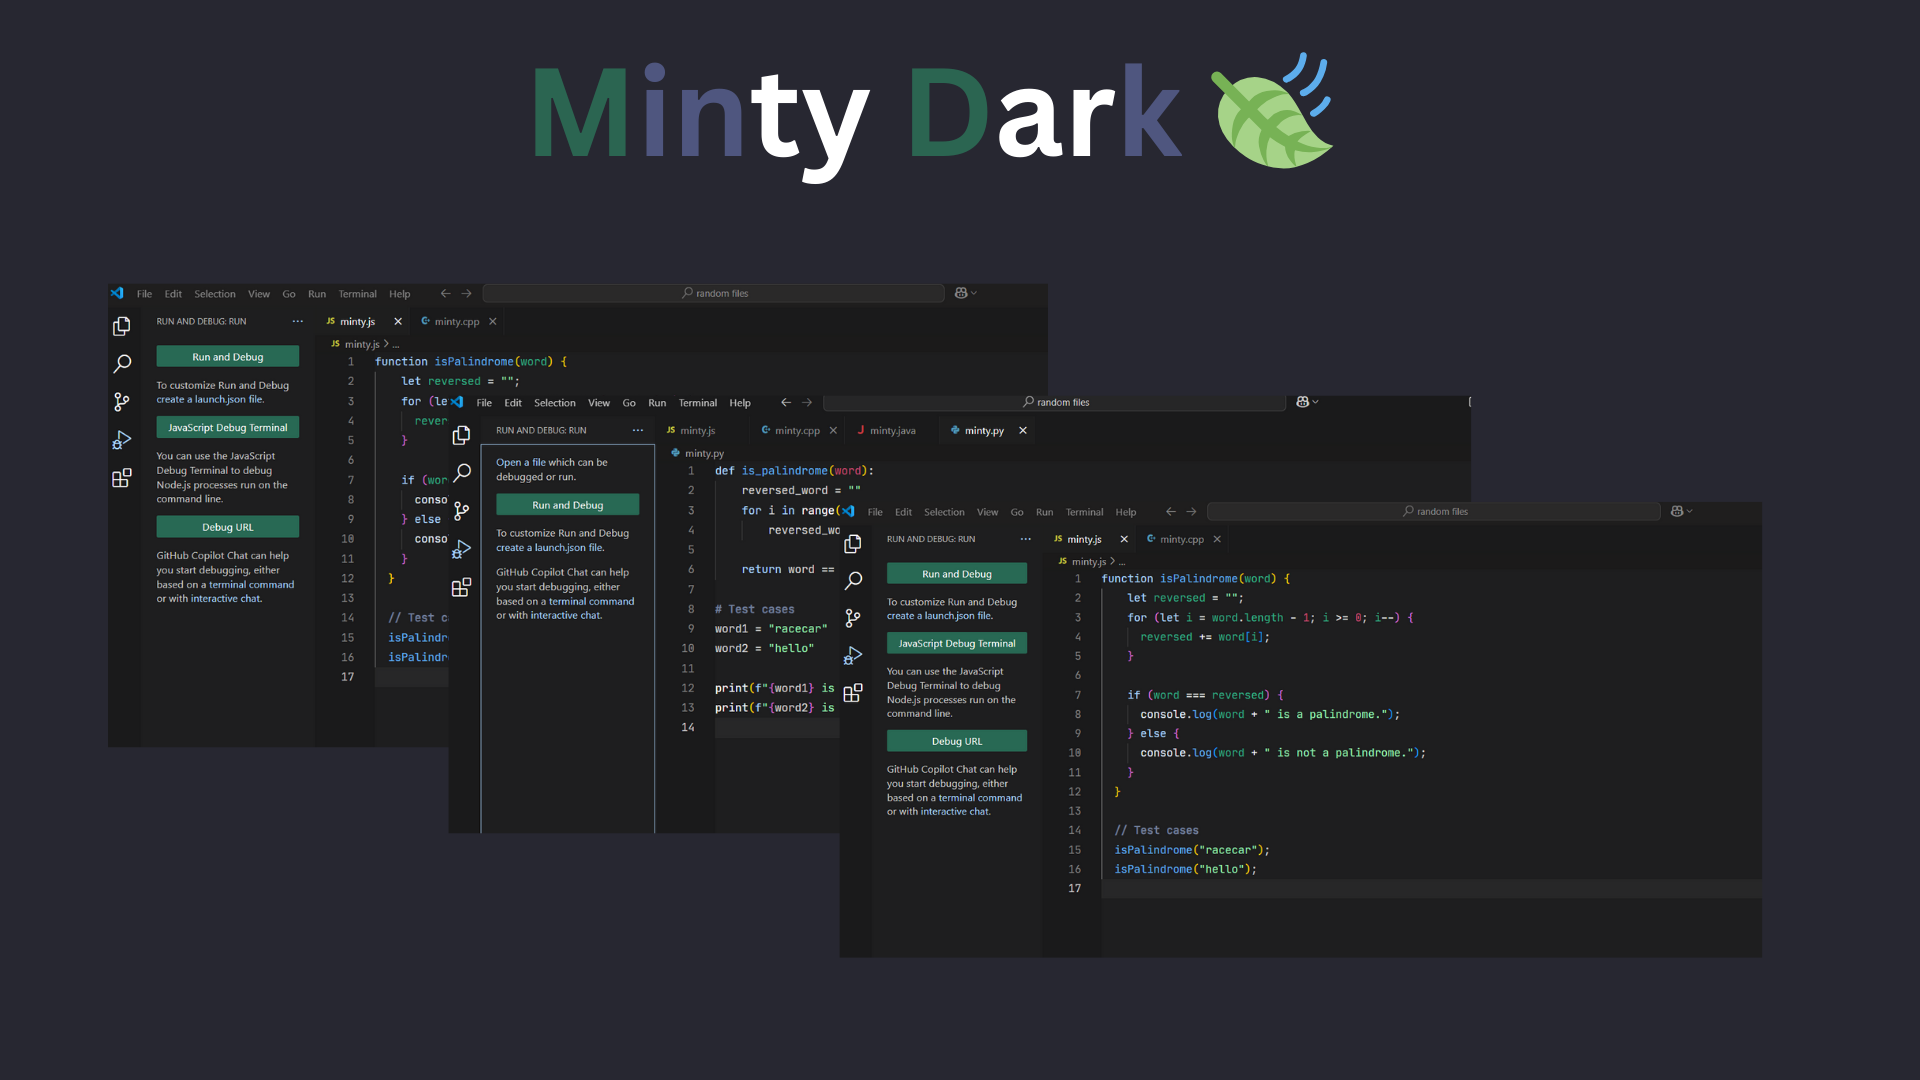 Minty Dark
File Edit Selection View Go Run Terminal Help
random files
RUN AND DEBUG: RUN
Run and Debug
To customize Run and Debug
create a launch.json file.
JavaScript Debug Terminal
You can use the JavaScript
Debug Terminal to debug
Node.js processes run on the
command line.
Debug URL
GitHub Copilot Chat can help
you start debugging, either
based on a terminal command
or with interactive chat.
JS minty.js minty.cpp
JS minty.js > ...
1 function isPalindrome(word) {
2 let reversed = "";
3 for (le
4 rever
5 }
6
7 if (wor
8 conso
9 } else
10 conso
11 }
12 }
13
14 // Test c
15 isPalindr
16 isPalindr
17
File Edit Selection View Go Run Terminal Help
random files
RUN AND DEBUG: RUN
Open a file which can be
debugged or run.
Run and Debug
To customize Run and Debug
create a launch.json file.
GitHub Copilot Chat can help
you start debugging, either
based on a terminal command
or with interactive chat.
JS minty.js minty.cpp J minty.java minty.py
minty.py
1 def is_palindrome(word):
2 reversed_word = ""
3 for i in range(
4 reversed_wo
5
6 return word ==
7
8 # Test cases
9 word1 = "racecar"
10 word2 = "hello"
11
12 print(f"{word1} is
13 print(f"{word2} is
14
File Edit Selection View Go Run Terminal Help
random files
RUN AND DEBUG: RUN
Run and Debug
To customize Run and Debug
create a launch.json file.
JavaScript Debug Terminal
You can use the JavaScript
Debug Terminal to debug
Node.js processes run on the
command line.
Debug URL
GitHub Copilot Chat can help
you start debugging, either
based on a terminal command
or with interactive chat.
JS minty.js minty.cpp
JS minty.js > ...
1 function isPalindrome(word) {
2 let reversed = "";
3 for (let i = word.length - 1; i >= 0; i--) {
4 reversed += word[i];
5 }
6
7 if (word === reversed) {
8 console.log(word + " is a palindrome.");
9 } else {
10 console.log(word + " is not a palindrome.");
11 }
12 }
13
14 // Test cases
15 isPalindrome("racecar");
16 isPalindrome("hello");
17